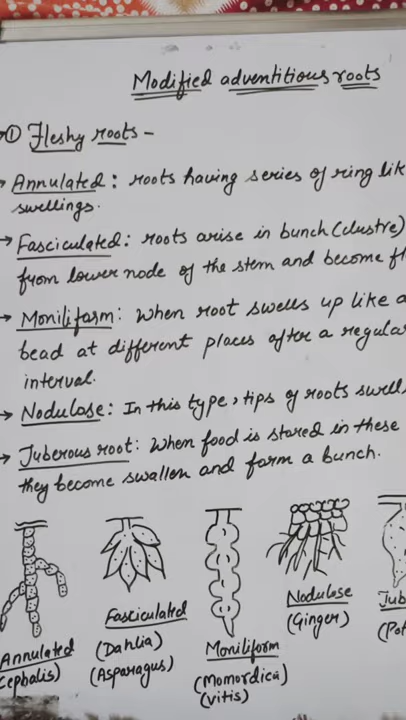 Modified adventitious roots
① Fleshy roots -
→ Annulated : roots having series of ring lik
swellings.
→ Fasciculated : roots arise in bunch (clustre)
from lower node of the stem and become fl
→ Moniliform : When root swells up like a
bead at different places after a regular
interval.
→ Nodulose : In this type, tips of roots swell
→ Tuberous root : When food is stored in these
they become swallen and form a bunch.
Annulated
(cephalis)
Fasciculated
(Dahlia)
(Asparagus)
Moniliform
(Momordica)
(vitis)
Nodulose
(Ginger)
Tub
(Pot